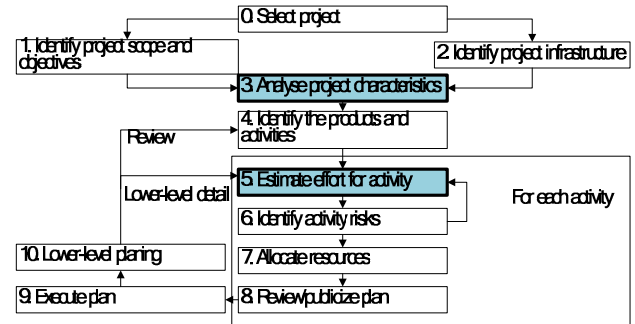 0. Select project
1. Identify project scope and
objectives
2. Identify project infrastructure
3. Analyse project characteristics
4. Identify the products and
activities
Review
5. Estimate effort for activity
Lower-level detail
For each activity
6. Identify activity risks
10. Lower-level planing
7. Allocate resources
9. Execute plan
8. Review/publicize plan